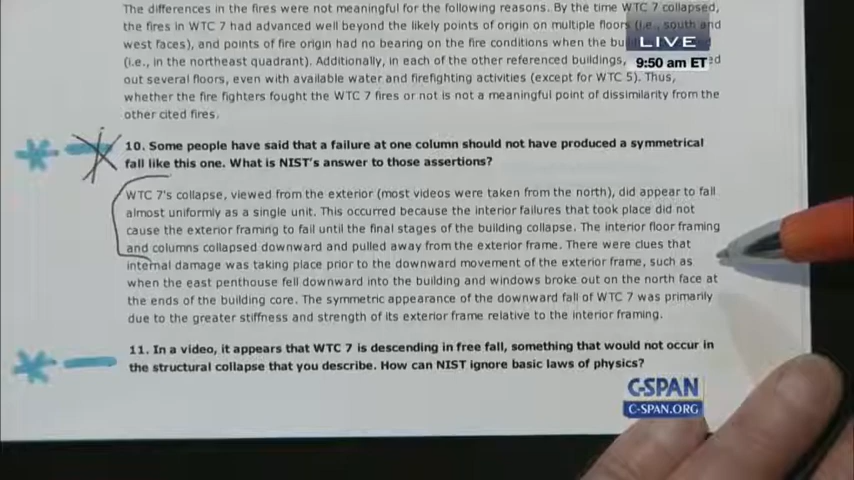 The differences in the fires were not meaningful for the following reasons. By the time WTC 7 collapsed,
the fires in WTC 7 had advanced well beyond the likely points of origin on multiple floors (i.e., south and
west faces), and points of fire origin had no bearing on the fire conditions when the
(i.e., in the northeast quadrant). Additionally, in each of the other referenced buildings,
out several floors, even with available water and firefighting activities (except for WTC 5). Thus,
whether the fire fighters fought the WTC 7 fires or not is not a meaningful point of dissimilarity from the
other cited fires.
LIVE
9:50 am ET
10. Some people have said that a failure at one column should not have produced a symmetrical
fall like this one. What is NIST's answer to those assertions?
WTC 7's collapse, viewed from the exterior (most videos were taken from the north), did appear to fall
almost uniformly as a single unit. This occurred because the interior failures that took place did not
cause the exterior framing to fail until the final stages of the building collapse. The interior floor framing
and columns collapsed downward and pulled away from the exterior frame. There were clues that
internal damage was taking place prior to the downward movement of the exterior frame, such as
when the east penthouse fell downward into the building and windows broke out on the north face at
the ends of the building core. The symmetric appearance of the downward fall of WTC 7 was primarily
due to the greater stiffness and strength of its exterior frame relative to the interior framing.
11. In a video, it appears that WTC 7 is descending in free fall, something that would not occur in
the structural collapse that you describe. How can NIST ignore basic laws of physics?
C-SPAN
C-SPAN.ORG